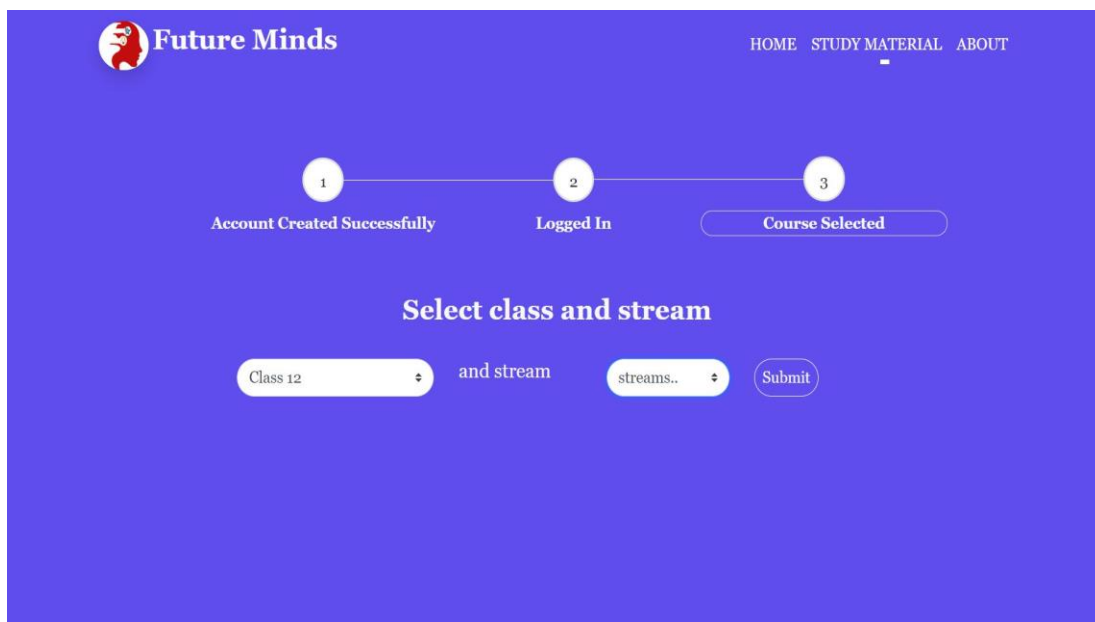 Future Minds
HOME STUDY MATERIAL ABOUT
1
2
3
Account Created Successfully
Logged In
Course Selected
Select class and stream
Class 12
and stream
streams..
Submit